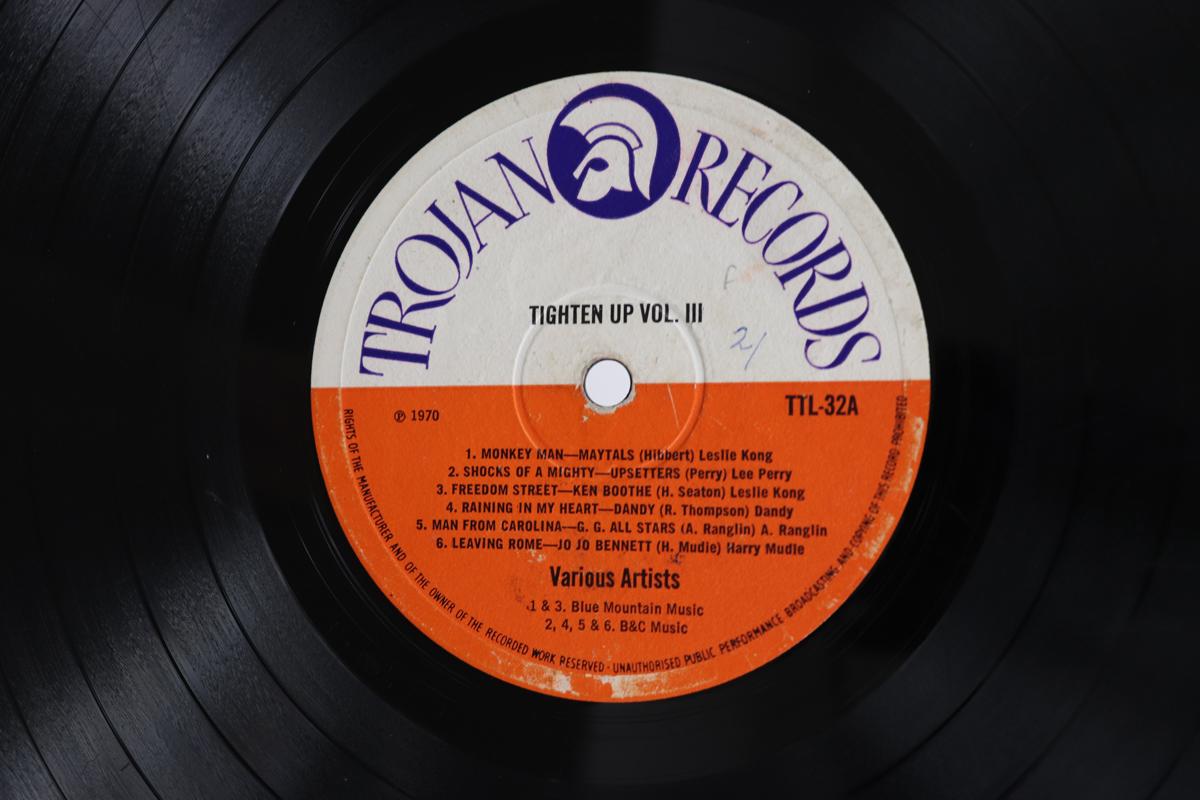 TROJAN RECORDS
TIGHTEN UP VOL. III
F
2/
℗ 1970
TTL-32A
1. MONKEY MAN—MAYTALS (Hibbert) Leslie Kong
2. SHOCKS OF A MIGHTY—UPSETTERS (Perry) Lee Perry
3. FREEDOM STREET—KEN BOOTHE (H. Seaton) Leslie Kong
4. RAINING IN MY HEART—DANDY (R. Thompson) Dandy
5. MAN FROM CAROLINA—G. G. ALL STARS (A. Ranglin) A. Ranglin
6. LEAVING ROME—JO JO BENNETT (H. Mudie) Harry Mudie
Various Artists
1 & 3. Blue Mountain Music
2, 4, 5 & 6. B&C Music
RIGHTS OF THE MANUFACTURER AND OF THE OWNER OF THE RECORDED WORK RESERVED · UNAUTHORISED PUBLIC PERFORMANCE BROADCASTING AND COPYING OF THIS RECORD PROHIBITED